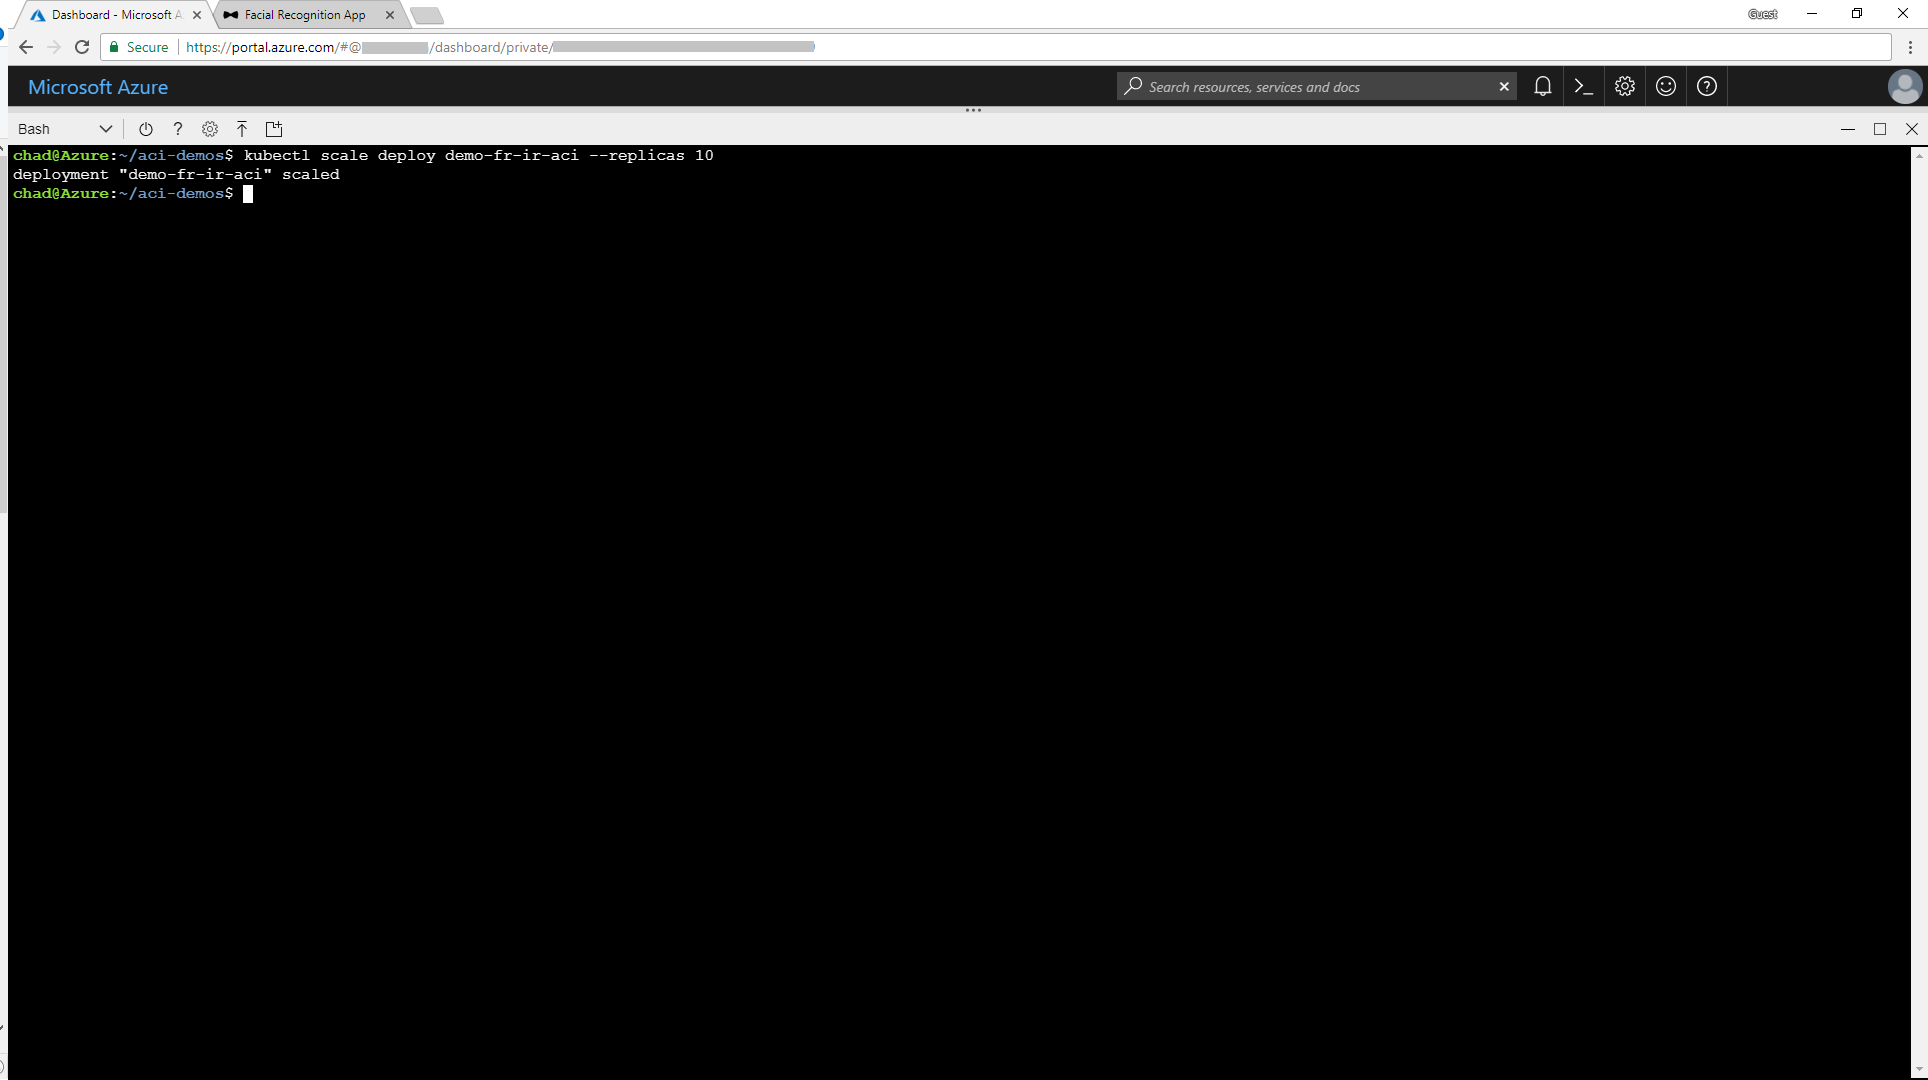 Dashboard - Microsoft A
Facial Recognition App
Guest
Secure
https://portal.azure.com/#@
/dashboard/private/
Microsoft Azure
Search resources, services and docs
Bash
chad@Azure:~/aci-demos$ kubectl scale deploy demo-fr-ir-aci --replicas 10
deployment "demo-fr-ir-aci" scaled
chad@Azure:~/aci-demos$